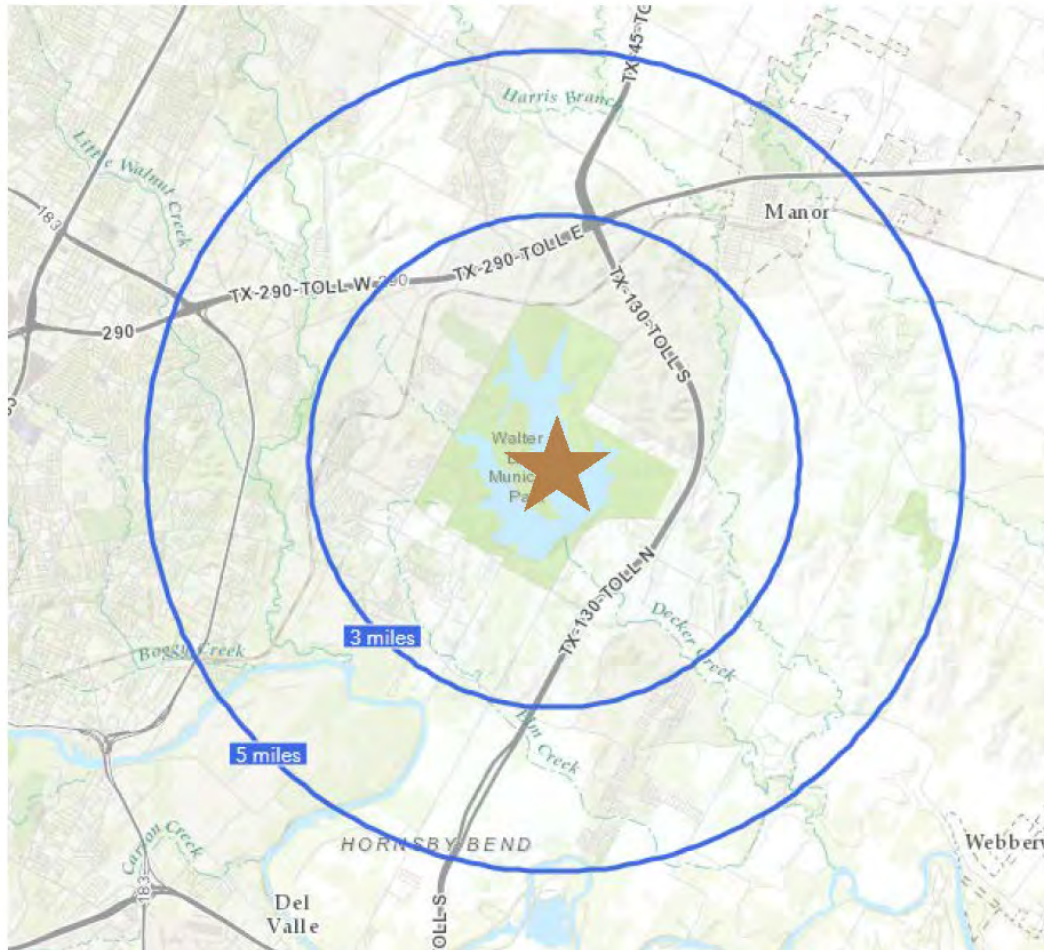 TX-45-TO
Harris Branch
Little Walnut Creek
183
Manor
TX-290-TOLL E
TX-290-TOLL W
290
290
TX-130-TOLL S
Walter
Munic
Pa
TX-130-TOLL N
Decker Creek
3 miles
Boggy Creek
Elm Creek
5 miles
HORNSBY BEND
Webberv
Carson Creek
183
Del
Valle
OLL S